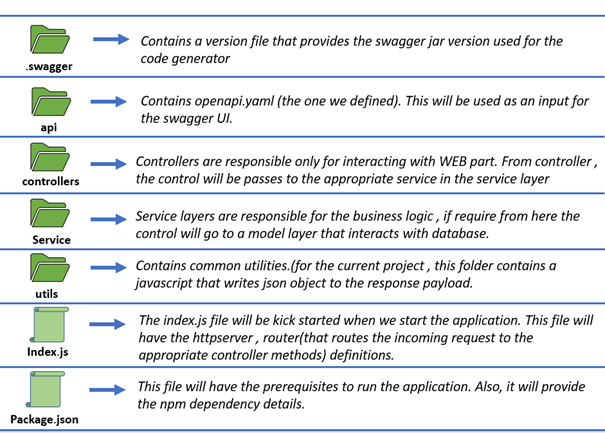 .swagger
Contains a version file that provides the swagger jar version used for the
code generator
api
Contains openapi.yaml (the one we defined). This will be used as an input for
the swagger UI.
controllers
Controllers are responsible only for interacting with WEB part. From controller ,
the control will be passes to the appropriate service in the service layer
Service
Service layers are responsible for the business logic , if require from here the
control will go to a model layer that interacts with database.
utils
Contains common utilities.(for the current project , this folder contains a
javascript that writes json object to the response payload.
Index.js
The index.js file will be kick started when we start the application. This file will
have the httpserver , router(that routes the incoming request to the
appropriate controller methods) definitions.
Package.json
This file will have the prerequisites to run the application. Also, it will provide
the npm dependency details.